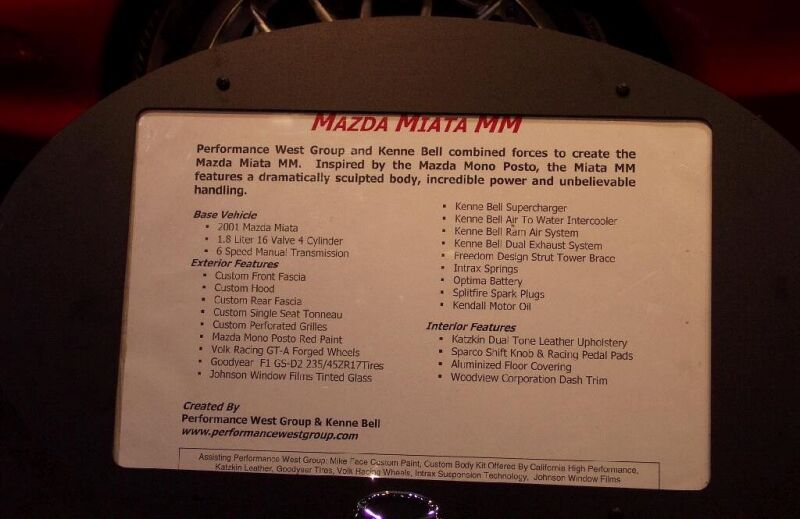 MAZDA MIATA MM
Performance West Group and Kenne Bell combined forces to create the
Mazda Miata MM. Inspired by the Mazda Mono Posto, the Miata MM
features a dramatically sculpted body, incredible power and unbelievable
handling.
Base Vehicle
▪ 2001 Mazda Miata
▪ 1.8 Liter 16 Valve 4 Cylinder
▪ 6 Speed Manual Transmission
Exterior Features
▪ Custom Front Fascia
▪ Custom Hood
▪ Custom Rear Fascia
▪ Custom Single Seat Tonneau
▪ Custom Perforated Grilles
▪ Mazda Mono Posto Red Paint
▪ Volk Racing GT-A Forged Wheels
▪ Goodyear F1 GS-D2 235/45ZR17Tires
▪ Johnson Window Films Tinted Glass
▪ Kenne Bell Supercharger
▪ Kenne Bell Air To Water Intercooler
▪ Kenne Bell Ram Air System
▪ Kenne Bell Dual Exhaust System
▪ Freedom Design Strut Tower Brace
▪ Intrax Springs
▪ Optima Battery
▪ Splitfire Spark Plugs
▪ Kendall Motor Oil
Interior Features
▪ Katzkin Dual Tone Leather Upholstery
▪ Sparco Shift Knob & Racing Pedal Pads
▪ Aluminized Floor Covering
▪ Woodview Corporation Dash Trim
Created By
Performance West Group & Kenne Bell
www.performancewestgroup.com
Assisting Performance West Group: Mike Face Custom Paint, Custom Body Kit Offered By California High Performance,
Katzkin Leather, Goodyear Tires, Volk Racing Wheels, Intrax Suspension Technology, Johnson Window Films